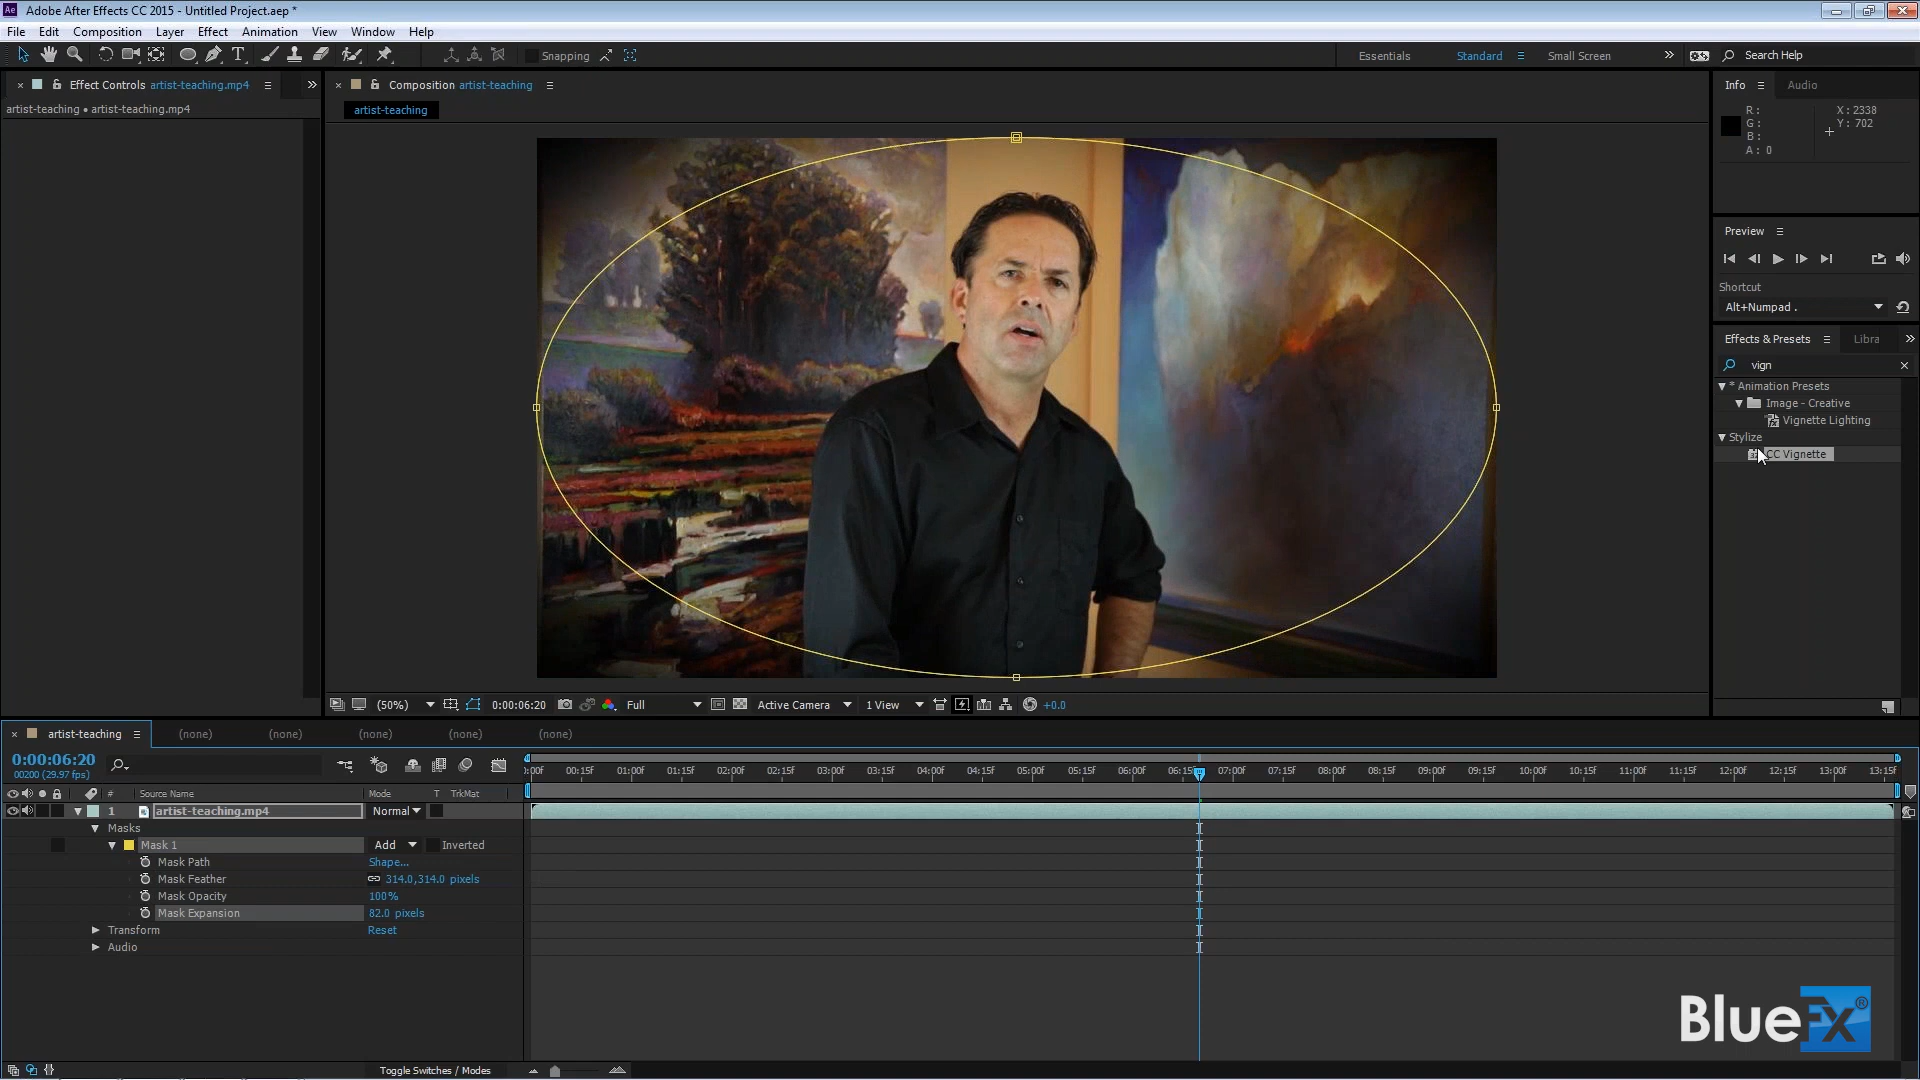 Ae Adobe After Effects CC 2015 - Untitled Project.aep *
File Edit Composition Layer Effect Animation View Window Help
T Snapping Essentials Standard Small Screen » Search Help
× Effect Controls artist-teaching.mp4 »
artist-teaching • artist-teaching.mp4
× Composition artist-teaching
artist-teaching
Info Audio
R :
G :
B :
A : 0
X : 2338
Y : 702
+
Preview
Shortcut
Alt+Numpad .
Effects & Presets Libra »
vign ×
* Animation Presets
Image - Creative
Vignette Lighting
Stylize
CC Vignette
(50%) 0:00:06:20 Full Active Camera 1 View +0.0
× artist-teaching (none) (none) (none) (none) (none)
0:00:06:20
00200 (29.97 fps)
# Source Name Mode T TrkMat
:00f 00:15f 01:00f 01:15f 02:00f 02:15f 03:00f 03:15f 04:00f 04:15f 05:00f 05:15f 06:00f 06:15f 07:00f 07:15f 08:00f 08:15f 09:00f 09:15f 10:00f 10:15f 11:00f 11:15f 12:00f 12:15f 13:00f 13:15f
1 artist-teaching.mp4 Normal
Masks
Mask 1 Add Inverted
Mask Path Shape...
Mask Feather 314.0,314.0 pixels
Mask Opacity 100%
Mask Expansion 82.0 pixels
Transform Reset
Audio
BlueFx®
Toggle Switches / Modes